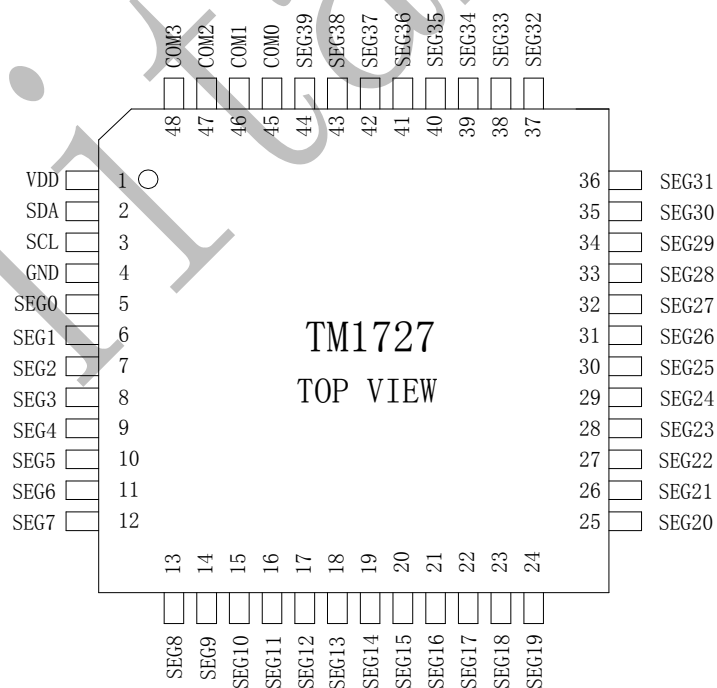 COM3 COM2 COM1 COM0 SEG39 SEG38 SEG37 SEG36 SEG35 SEG34 SEG33 SEG32
48 47 46 45 44 43 42 41 40 39 38 37
VDD 1 36 SEG31
SDA 2 35 SEG30
SCL 3 34 SEG29
GND 4 33 SEG28
SEG0 5 32 SEG27
SEG1 6 31 SEG26
SEG2 7 30 SEG25
SEG3 8 29 SEG24
SEG4 9 28 SEG23
SEG5 10 27 SEG22
SEG6 11 26 SEG21
SEG7 12 25 SEG20
TM1727
TOP VIEW
13 14 15 16 17 18 19 20 21 22 23 24
SEG8 SEG9 SEG10 SEG11 SEG12 SEG13 SEG14 SEG15 SEG16 SEG17 SEG18 SEG19